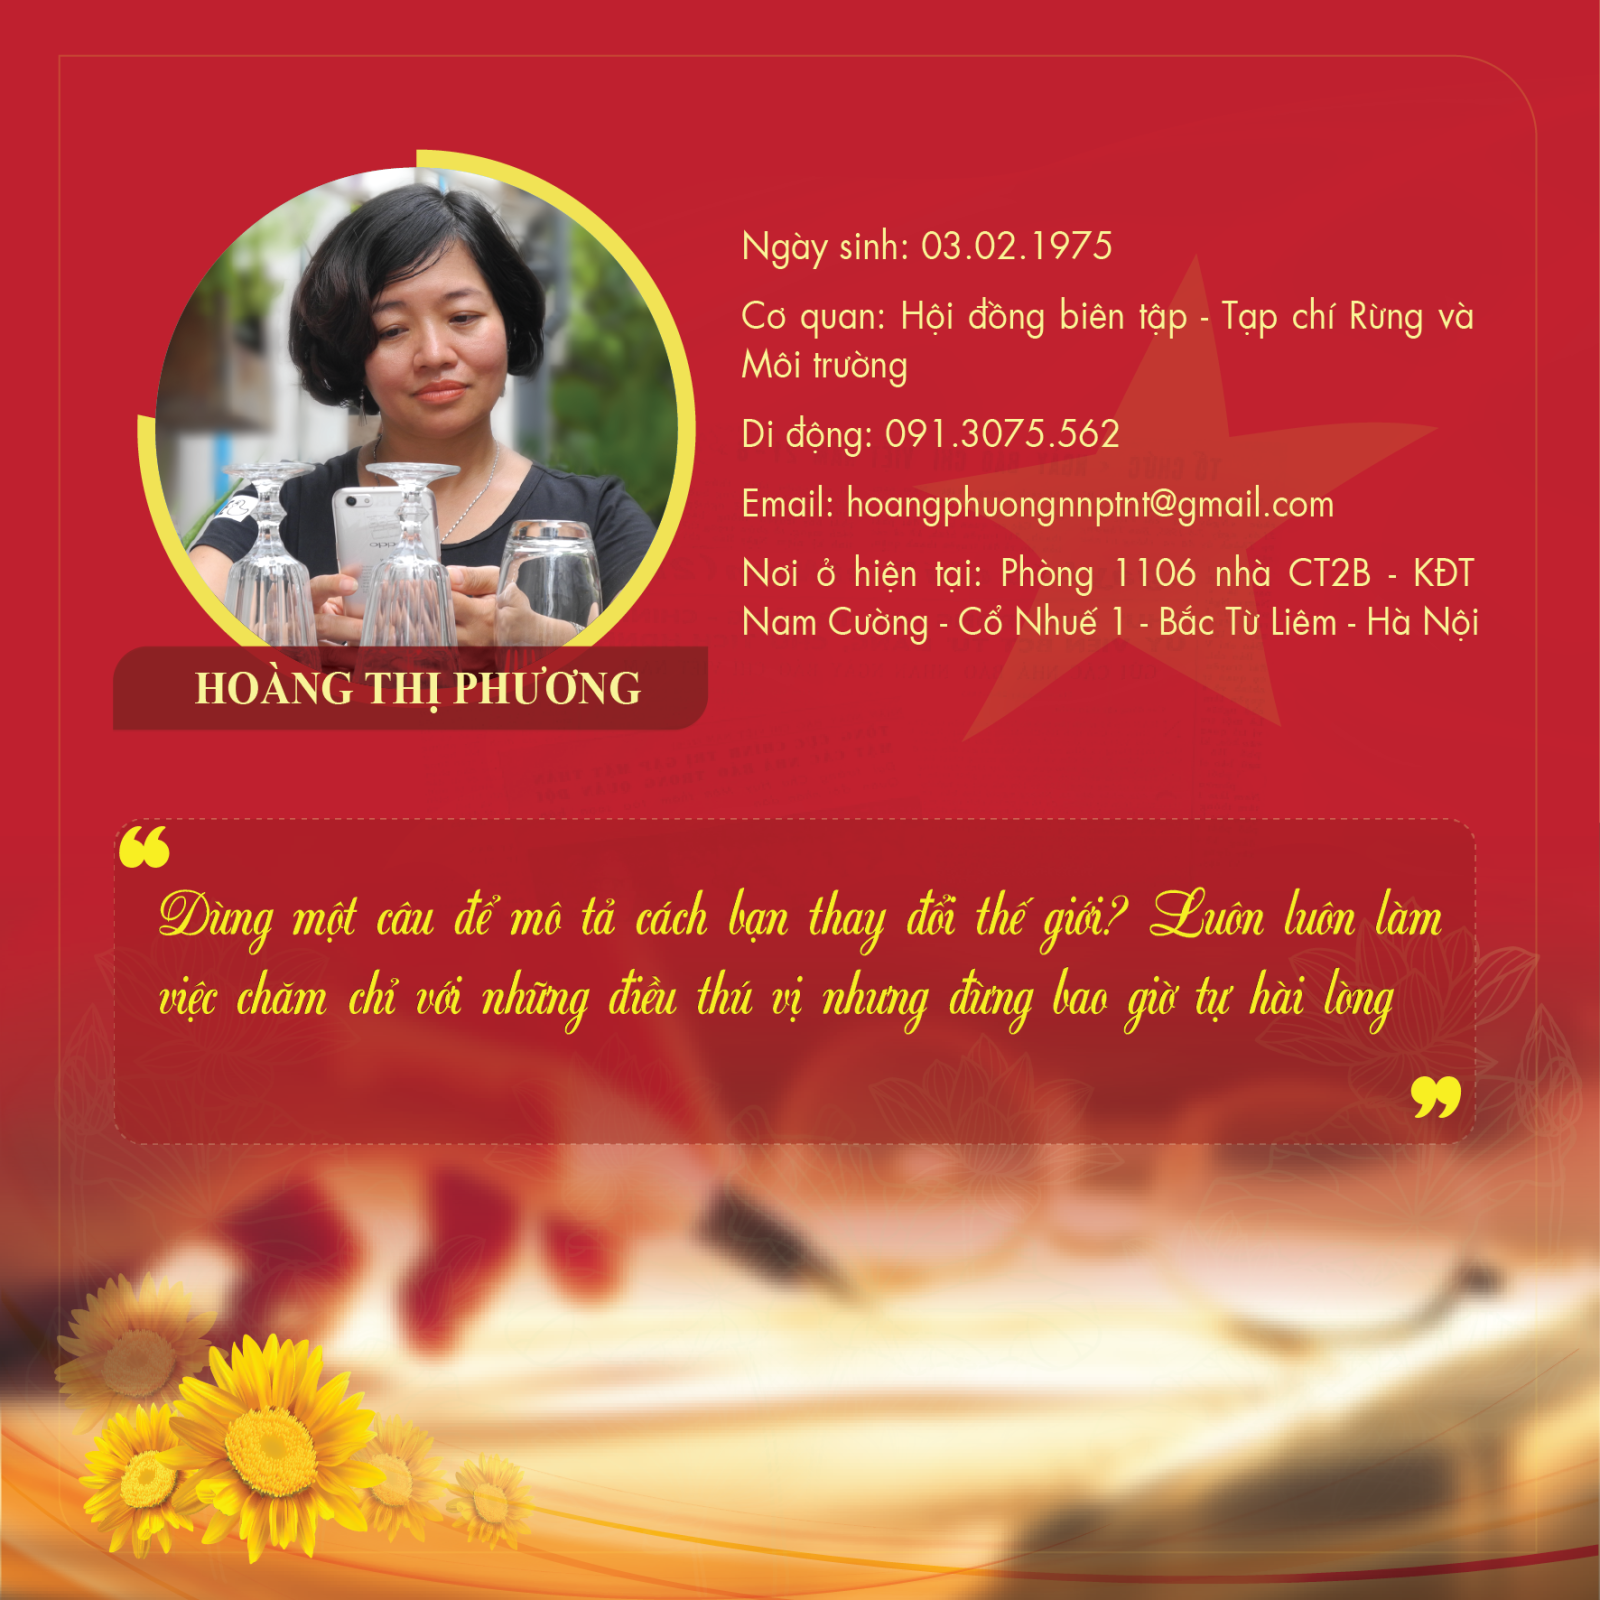 Ngày sinh: 03.02.1975
Cơ quan: Hội đồng biên tập - Tạp chí Rừng và
Môi trường
Di động: 091.3075.562
Email: hoangphuongnnptnt@gmail.com
Nơi ở hiện tại: Phòng 1106 nhà CT2B - KĐT
Nam Cường - Cổ Nhuế 1 - Bắc Từ Liêm - Hà Nội
HOÀNG THỊ PHƯƠNG
“
Dùng một câu để mô tả cách bạn thay đổi thế giới? Luôn luôn làm
việc chăm chỉ với những điều thú vị nhưng đừng bao giờ tự hài lòng
”